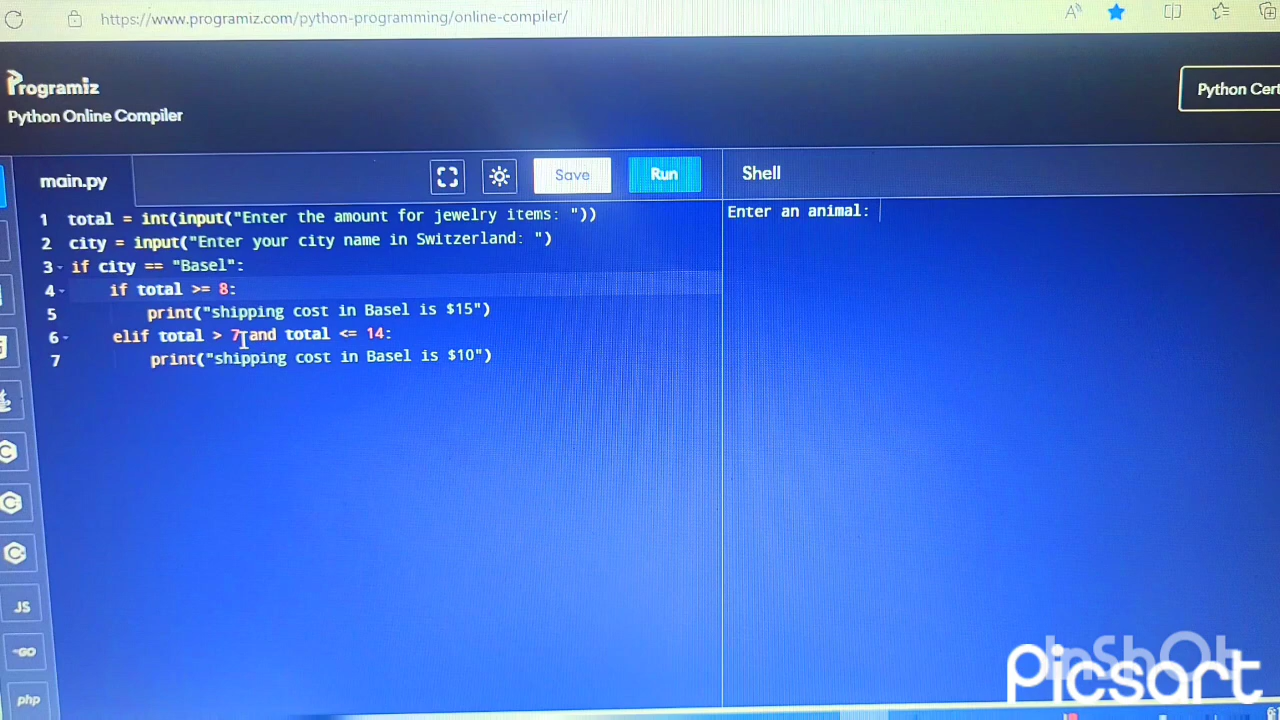 https://www.programiz.com/python-programming/online-compiler/
Programiz
Python Online Compiler
Python Cert
main.py
Save
Run
Shell
1 total = int(input("Enter the amount for jewelry items: "))
2 city = input("Enter your city name in Switzerland: ")
3 if city == "Basel":
4 if total >= 8:
5 print("shipping cost in Basel is $15")
6 elif total > 7 and total <= 14:
7 print("shipping cost in Basel is $10")
Enter an animal:
JS
GO
php
InShOt
Picsart